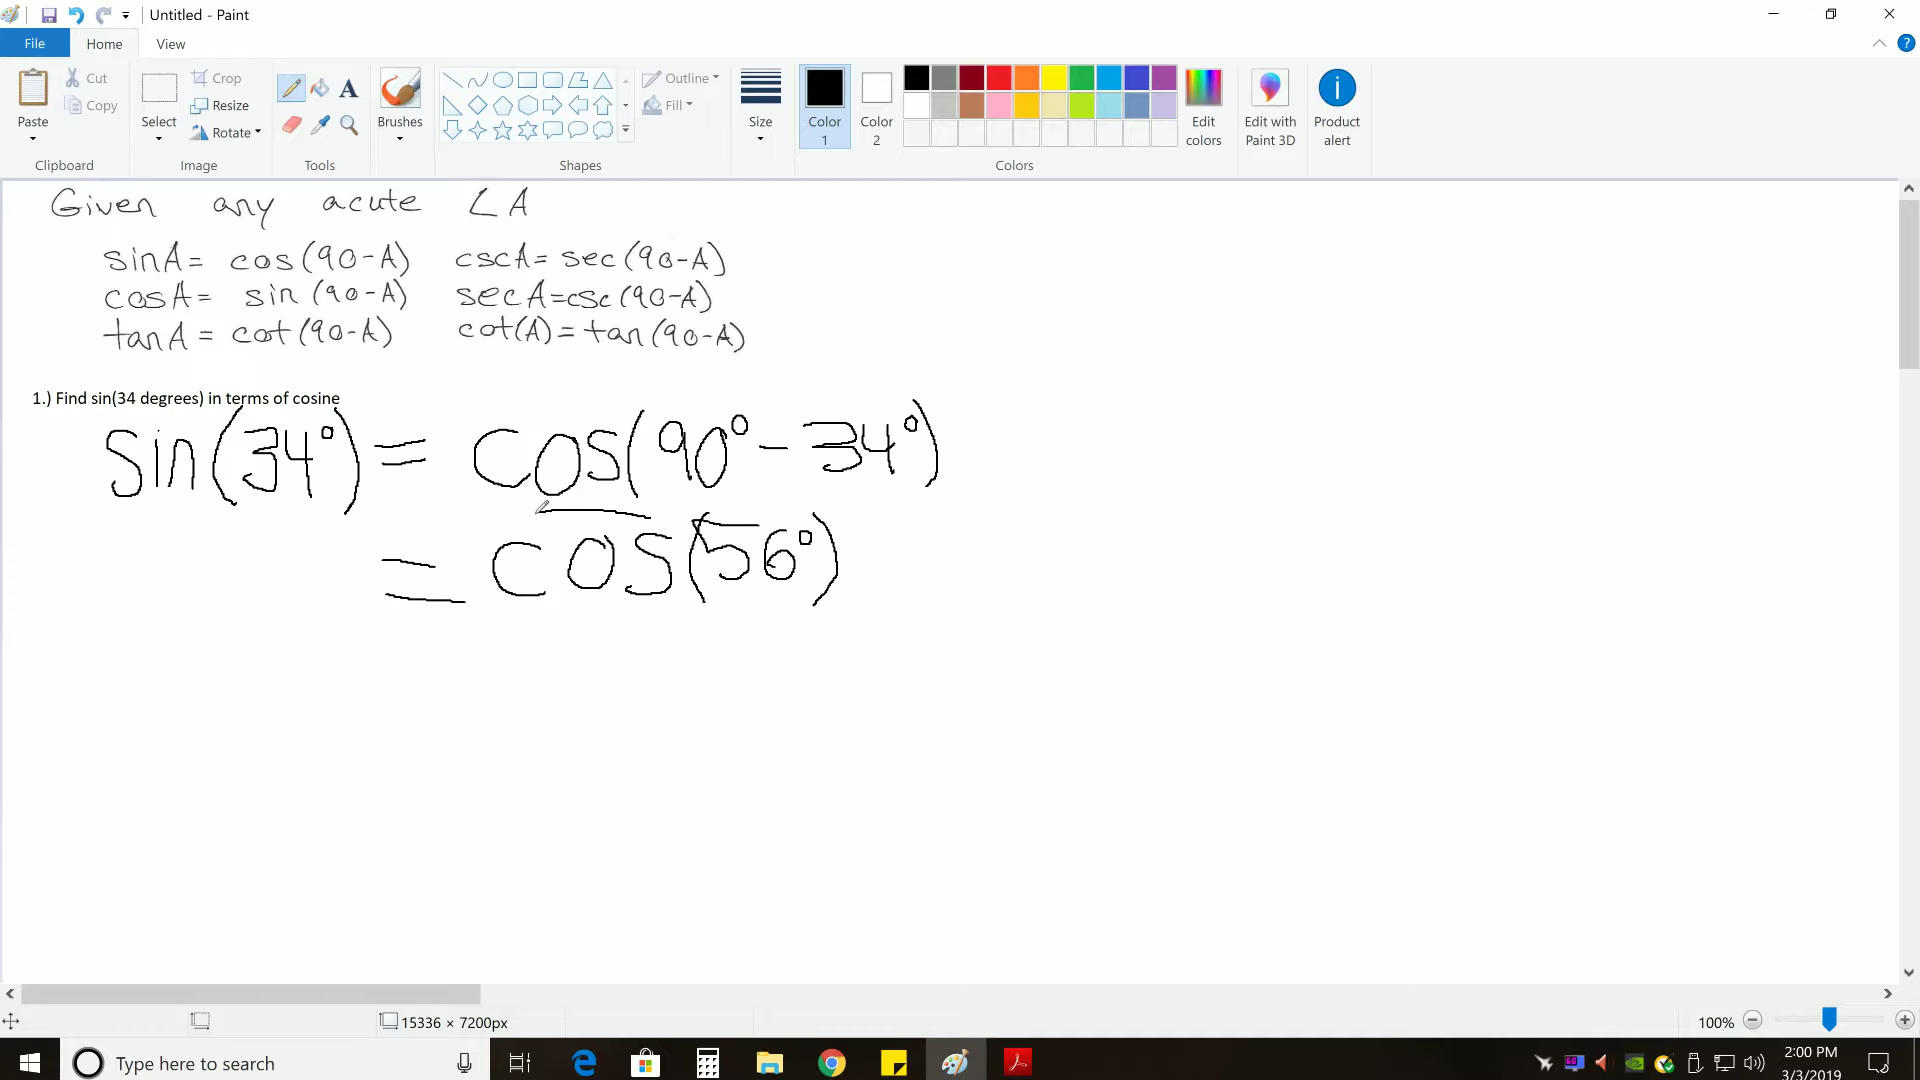 Untitled - Paint
File Home View
Paste Cut Copy Clipboard
Select Crop Resize Rotate Image
Tools
Brushes
Shapes Outline Fill
Size
Color 1 Color 2 Edit colors Colors
Edit with Paint 3D
Product alert
Given any acute ∠A
sinA= cos(90-A) cscA= sec(90-A)
cosA= sin(90-A) secA=csc(90-A)
tanA= cot(90-A) cot(A)=tan(90-A)
1.) Find sin(34 degrees) in terms of cosine
sin(34°)= cos(90°-34°)
= cos(56°)
15336 × 7200px 100%
Type here to search
2:00 PM
3/3/2019